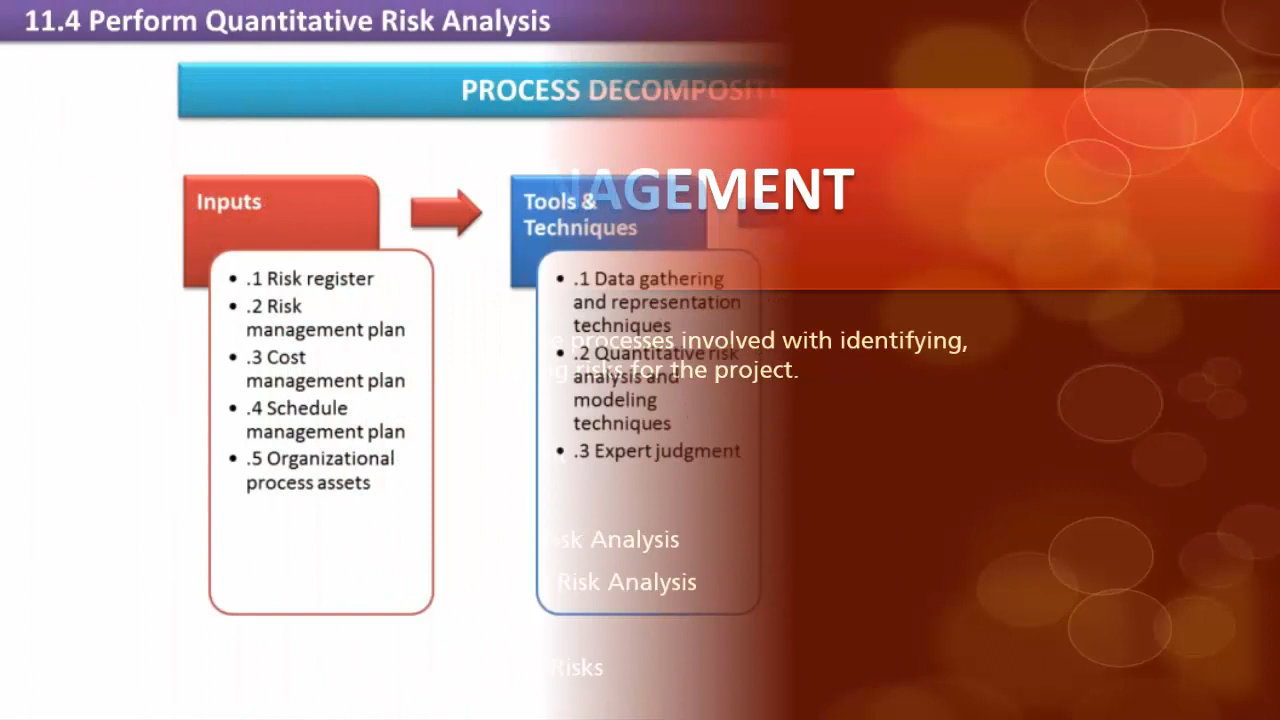 11.4 Perform Quantitative Risk Analysis
PROCESS
NAGEMENT
Inputs
Tools &
Techniques
• .1 Risk register
• .2 Risk
management plan
• .3 Cost
management plan
• .4 Schedule
management plan
• .5 Organizational
process assets
• .1 Data gathering
and representation
techniques
• .2 Quantitative risk
analysis and
modeling
techniques
• .3 Expert judgment
processes involved with identifying,
risks for the project.
Analysis
Risk Analysis
Risks